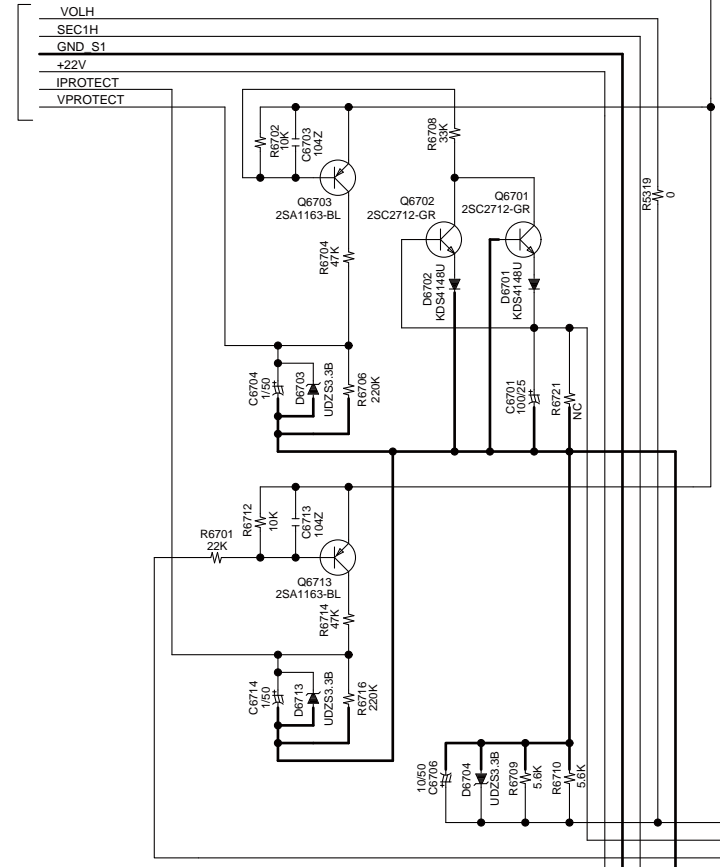 VOLH
SEC1H
GND_S1
+22V
IPROTECT
VPROTECT
R6702
10K
C6703
104Z
R6708
33K
Q6703
2SA1163-BL
Q6702
2SC2712-GR
Q6701
2SC2712-GR
R5319
0
R6704
47K
D6702
KDS4148U
D6701
KDS4148U
C6704
1/50
D6703
UDZS3.3B
R6706
220K
C6701
100/25
R6721
NC
R6712
10K
C6713
104Z
R6701
22K
Q6713
2SA1163-BL
R6714
47K
C6714
1/50
D6713
UDZS3.3B
R6716
220K
10/50
C6706
D6704
UDZS3.3B
R6709
5.6K
R6710
5.6K